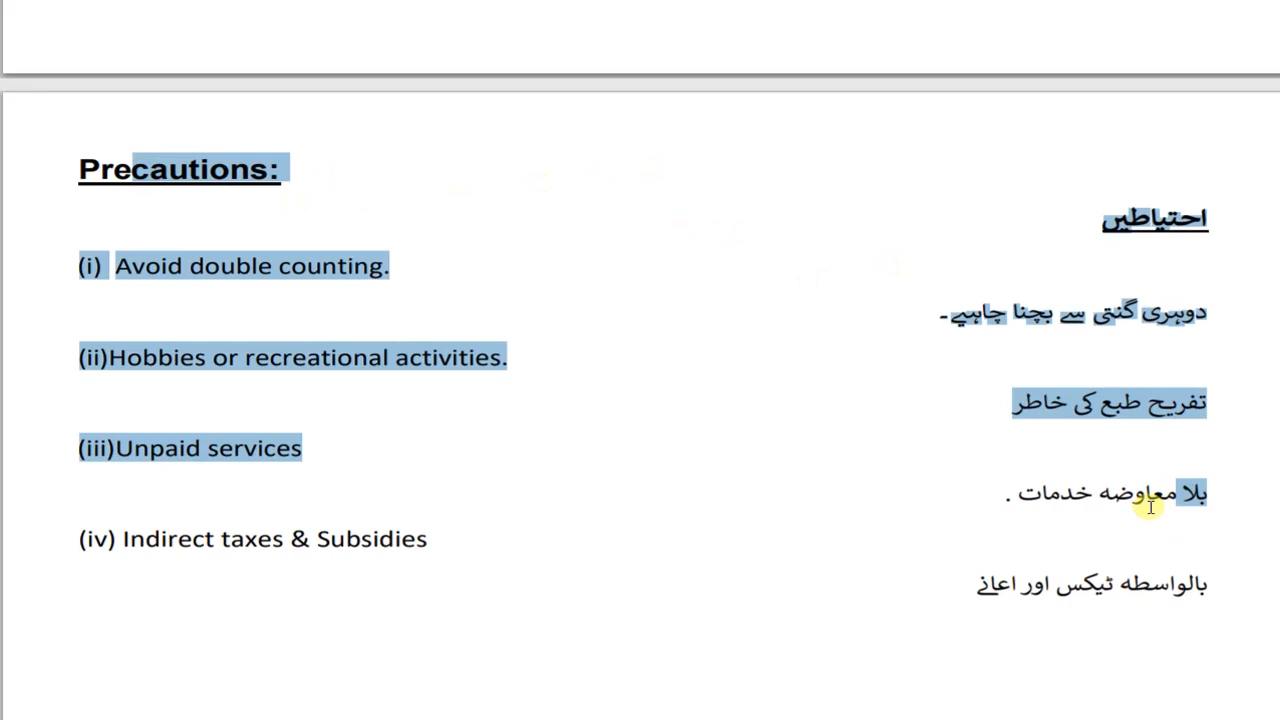 Precautions:
احتیاطیں
(i) Avoid double counting.
دوہری گنتی سے بچنا چاہیے۔
(ii)Hobbies or recreational activities.
تفریح طبع کی خاطر
(iii)Unpaid services
بلا معاوضہ خدمات .
(iv) Indirect taxes & Subsidies
بالواسطہ ٹیکس اور اعانے